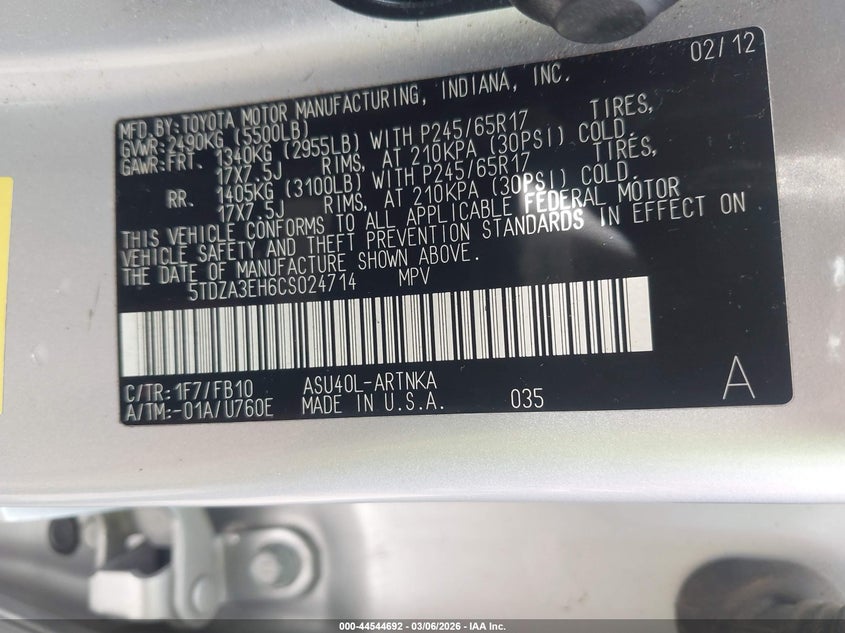 02/12
MFD.BY:TOYOTA MOTOR MANUFACTURING, INDIANA, INC.
GVWR:2490KG (5500LB)
GAWR:FRT. 1340KG (2955LB) WITH P245/65R17 TIRES,
17X7.5J RIMS, AT 210KPA (30PSI) COLD.
RR. 1405KG (3100LB) WITH P245/65R17 TIRES,
17X7.5J RIMS, AT 210KPA (30PSI) COLD.
THIS VEHICLE CONFORMS TO ALL APPLICABLE FEDERAL MOTOR
VEHICLE SAFETY AND THEFT PREVENTION STANDARDS IN EFFECT ON
THE DATE OF MANUFACTURE SHOWN ABOVE.
5TDZA3EH6CS024714 MPV
C/TR:1F7/FB10 ASU40L-ARTNKA
A/TM:-01A/U760E MADE IN U.S.A. 035 A
000-44544692 - 03/06/2026 - IAA Inc.